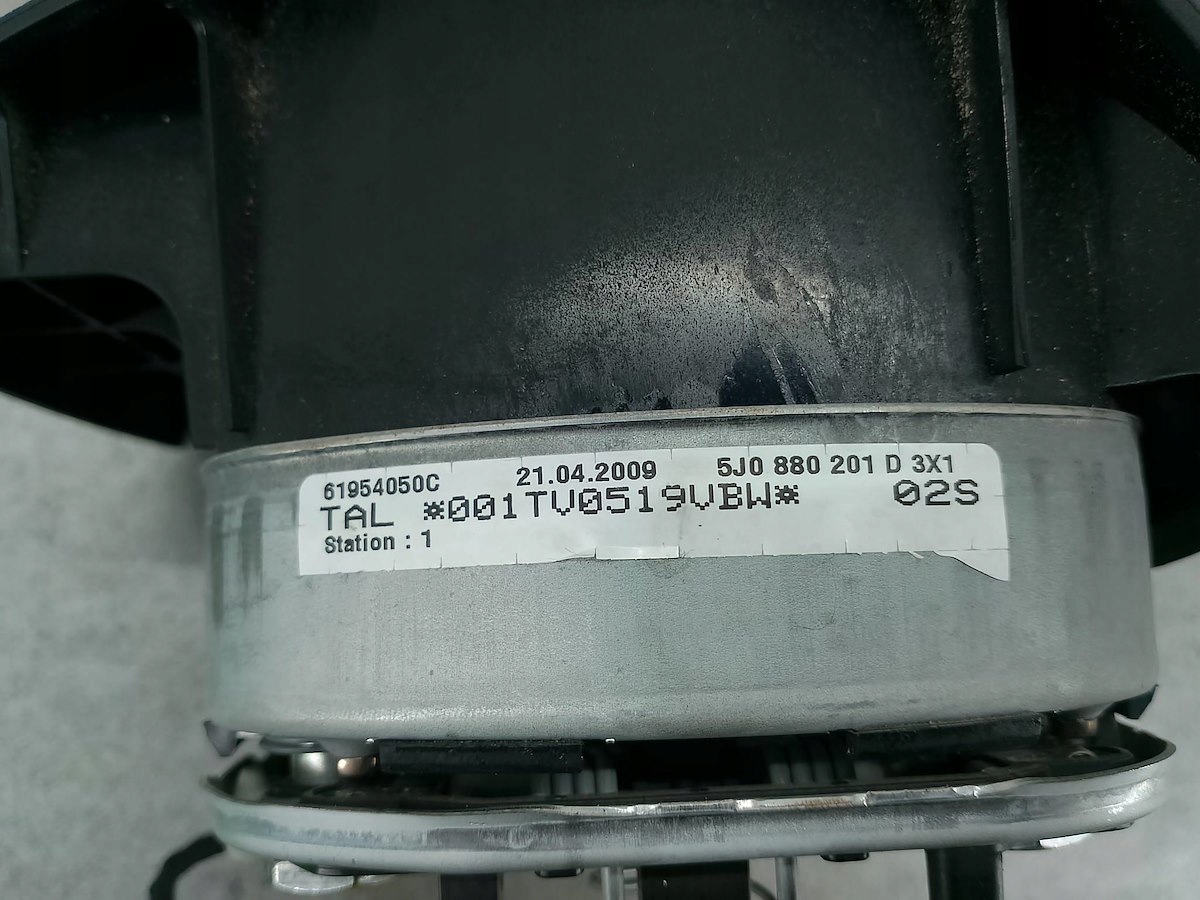 61954050C 21.04.2009 5J0 880 201 D 3X1
TAL *001TV0519VBW* 02S
Station : 1